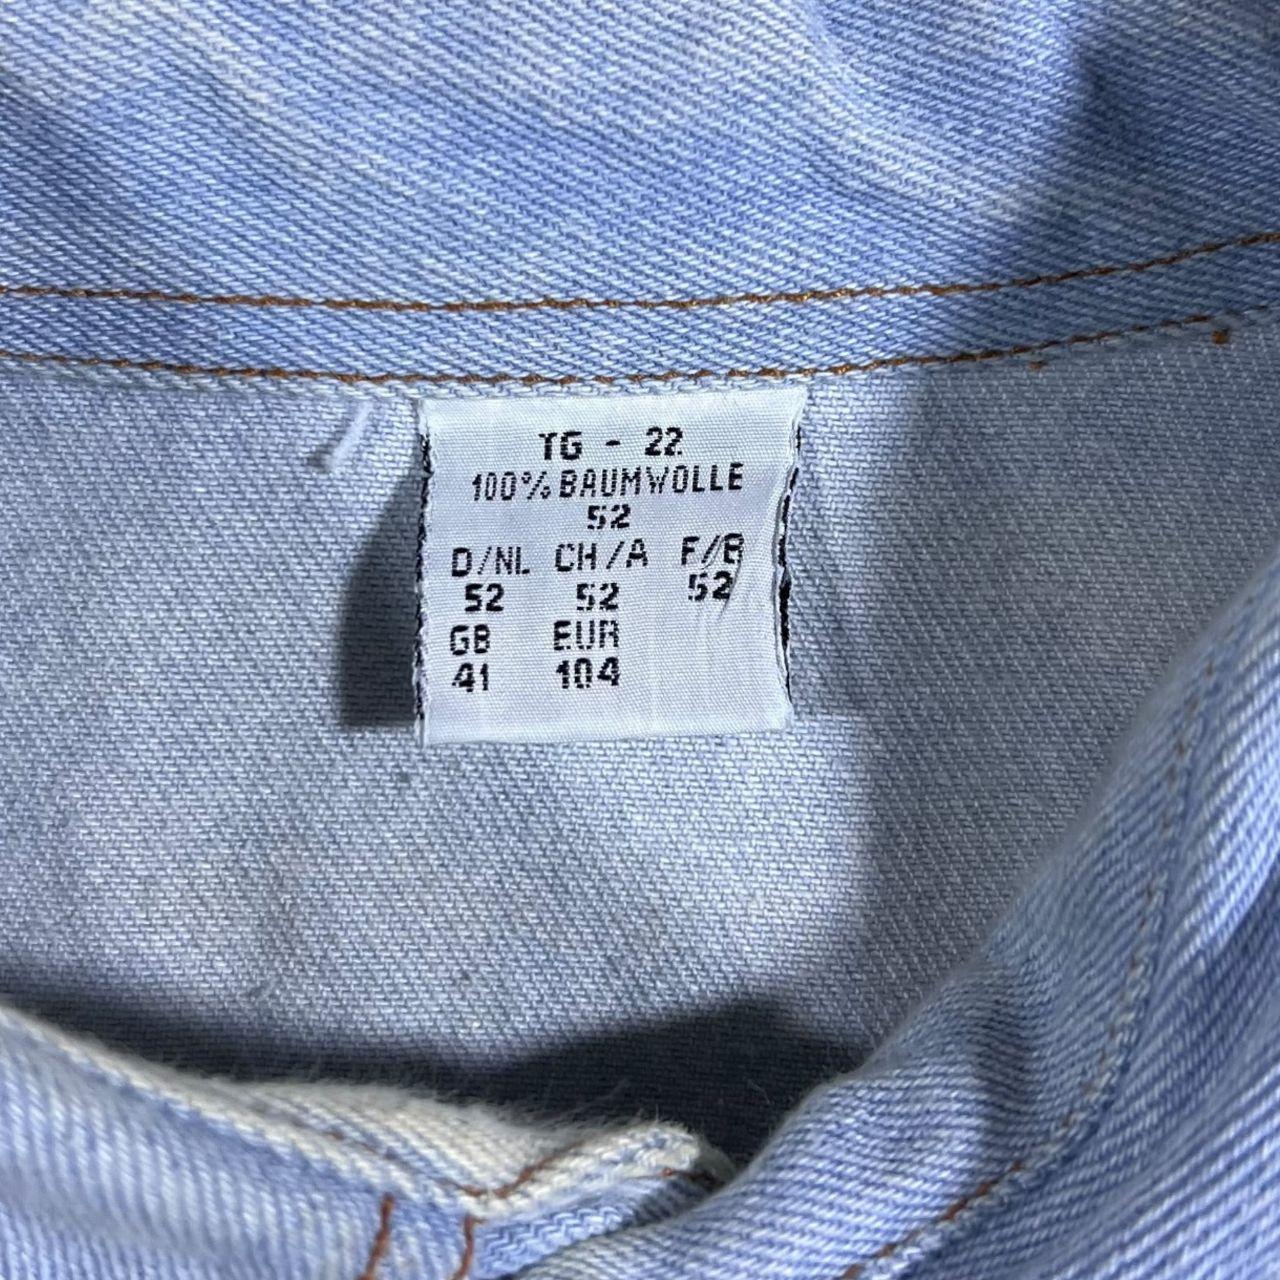 TG - 22
100% BAUMWOLLE
52
D/NL CH/A F/B
52 52 52
GB EUR
41 104